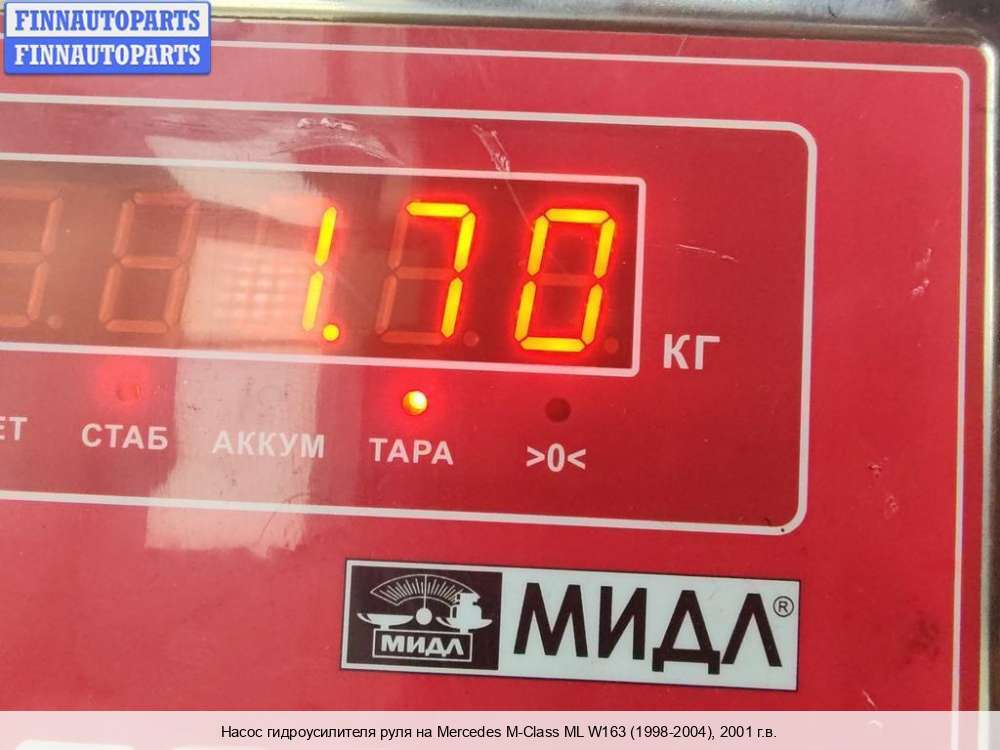 FINNAUTOPARTS
FINNAUTOPARTS
1.70
КГ
СТАБ АККУМ ТАРА >0<
МИДЛ
МИДЛ®
Насос гидроусилителя руля на Mercedes M-Class ML W163 (1998-2004), 2001 г.в.